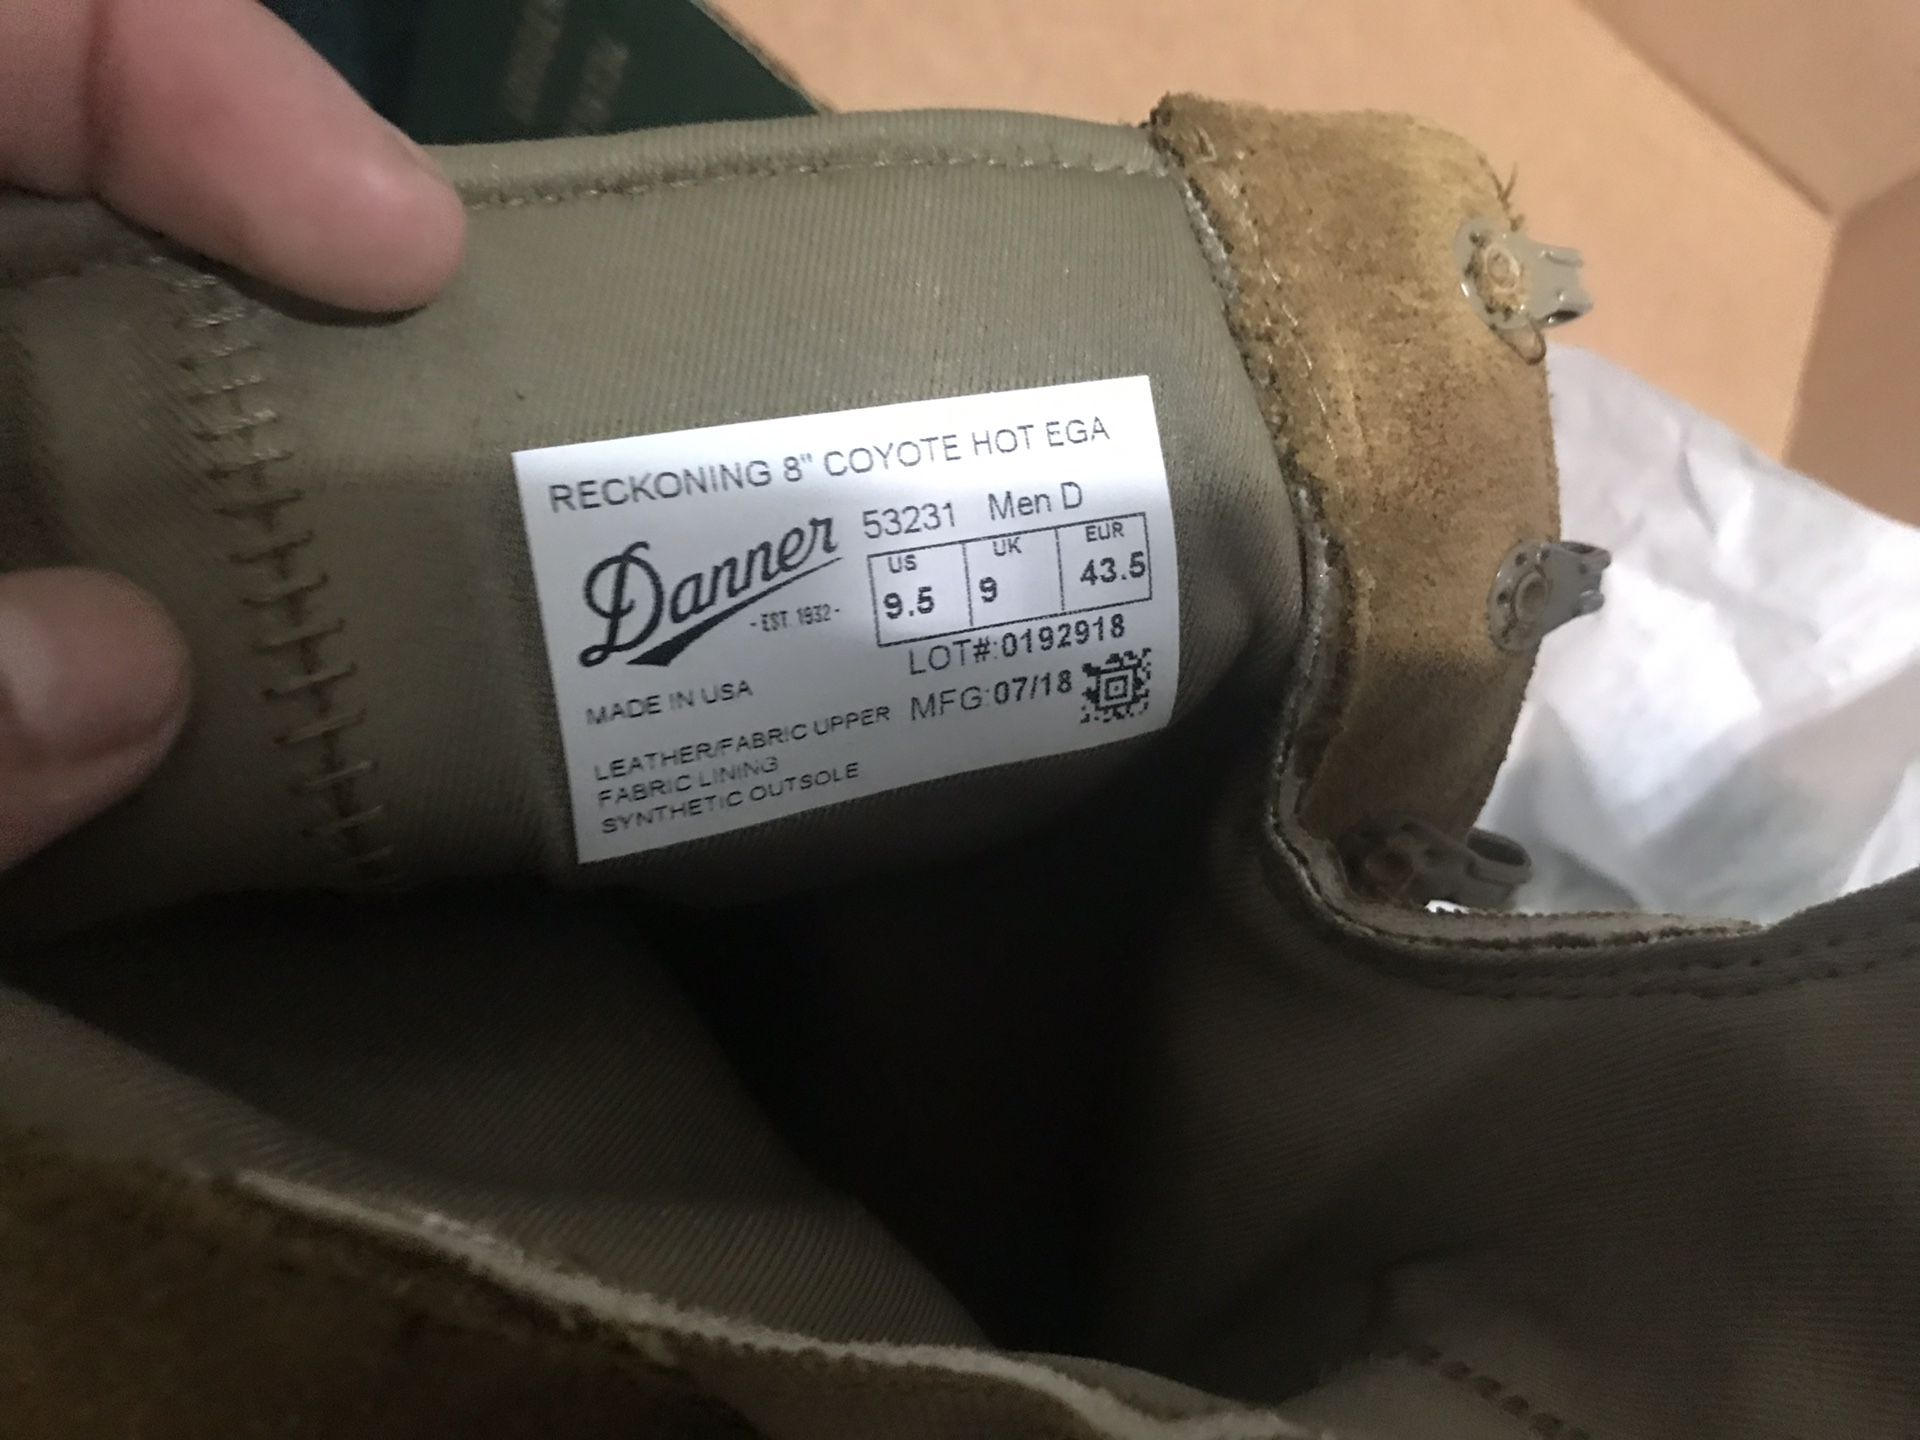 RECKONING 8" COYOTE HOT EGA
Danner
- EST. 1932 -
53231 Men D
US UK EUR
9.5 9 43.5
LOT#:0192918
MADE IN USA
MFG:07/18
LEATHER/FABRIC UPPER
FABRIC LINING
SYNTHETIC OUTSOLE